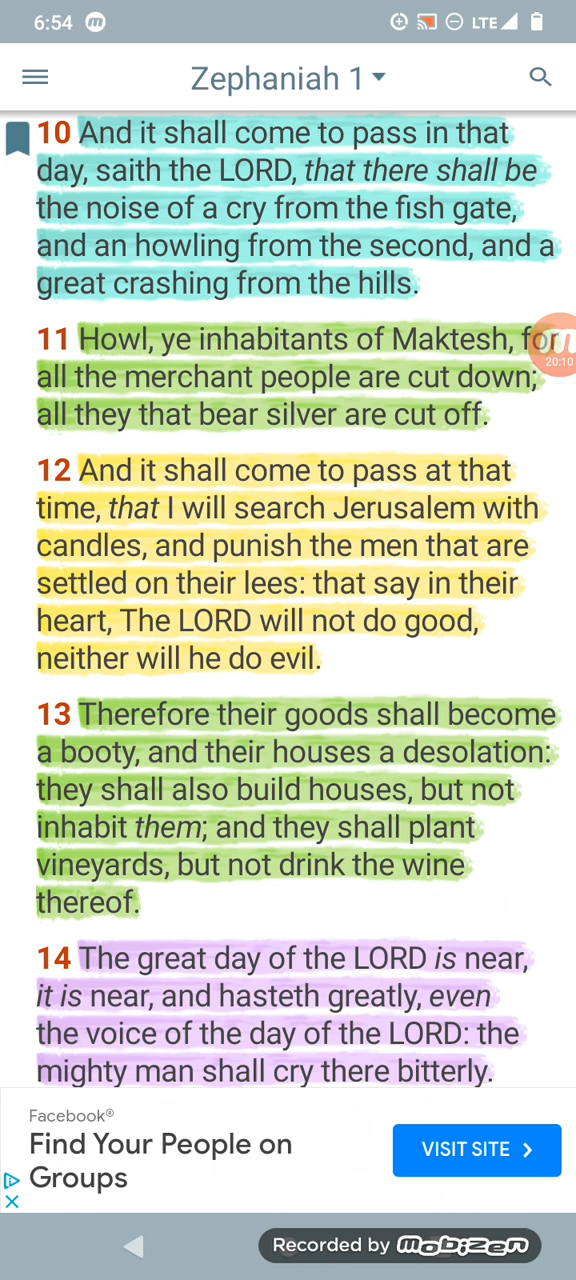 6:54 m LTE
Zephaniah 1
10 And it shall come to pass in that
day, saith the LORD, that there shall be
the noise of a cry from the fish gate,
and an howling from the second, and a
great crashing from the hills.
11 Howl, ye inhabitants of Maktesh, for
all the merchant people are cut down;
20:10
all they that bear silver are cut off.
12 And it shall come to pass at that
time, that I will search Jerusalem with
candles, and punish the men that are
settled on their lees: that say in their
heart, The LORD will not do good,
neither will he do evil.
13 Therefore their goods shall become
a booty, and their houses a desolation:
they shall also build houses, but not
inhabit them; and they shall plant
vineyards, but not drink the wine
thereof.
14 The great day of the LORD is near,
it is near, and hasteth greatly, even
the voice of the day of the LORD: the
mighty man shall cry there bitterly.
Facebook®
Find Your People on
Groups
VISIT SITE
Recorded by mobizen